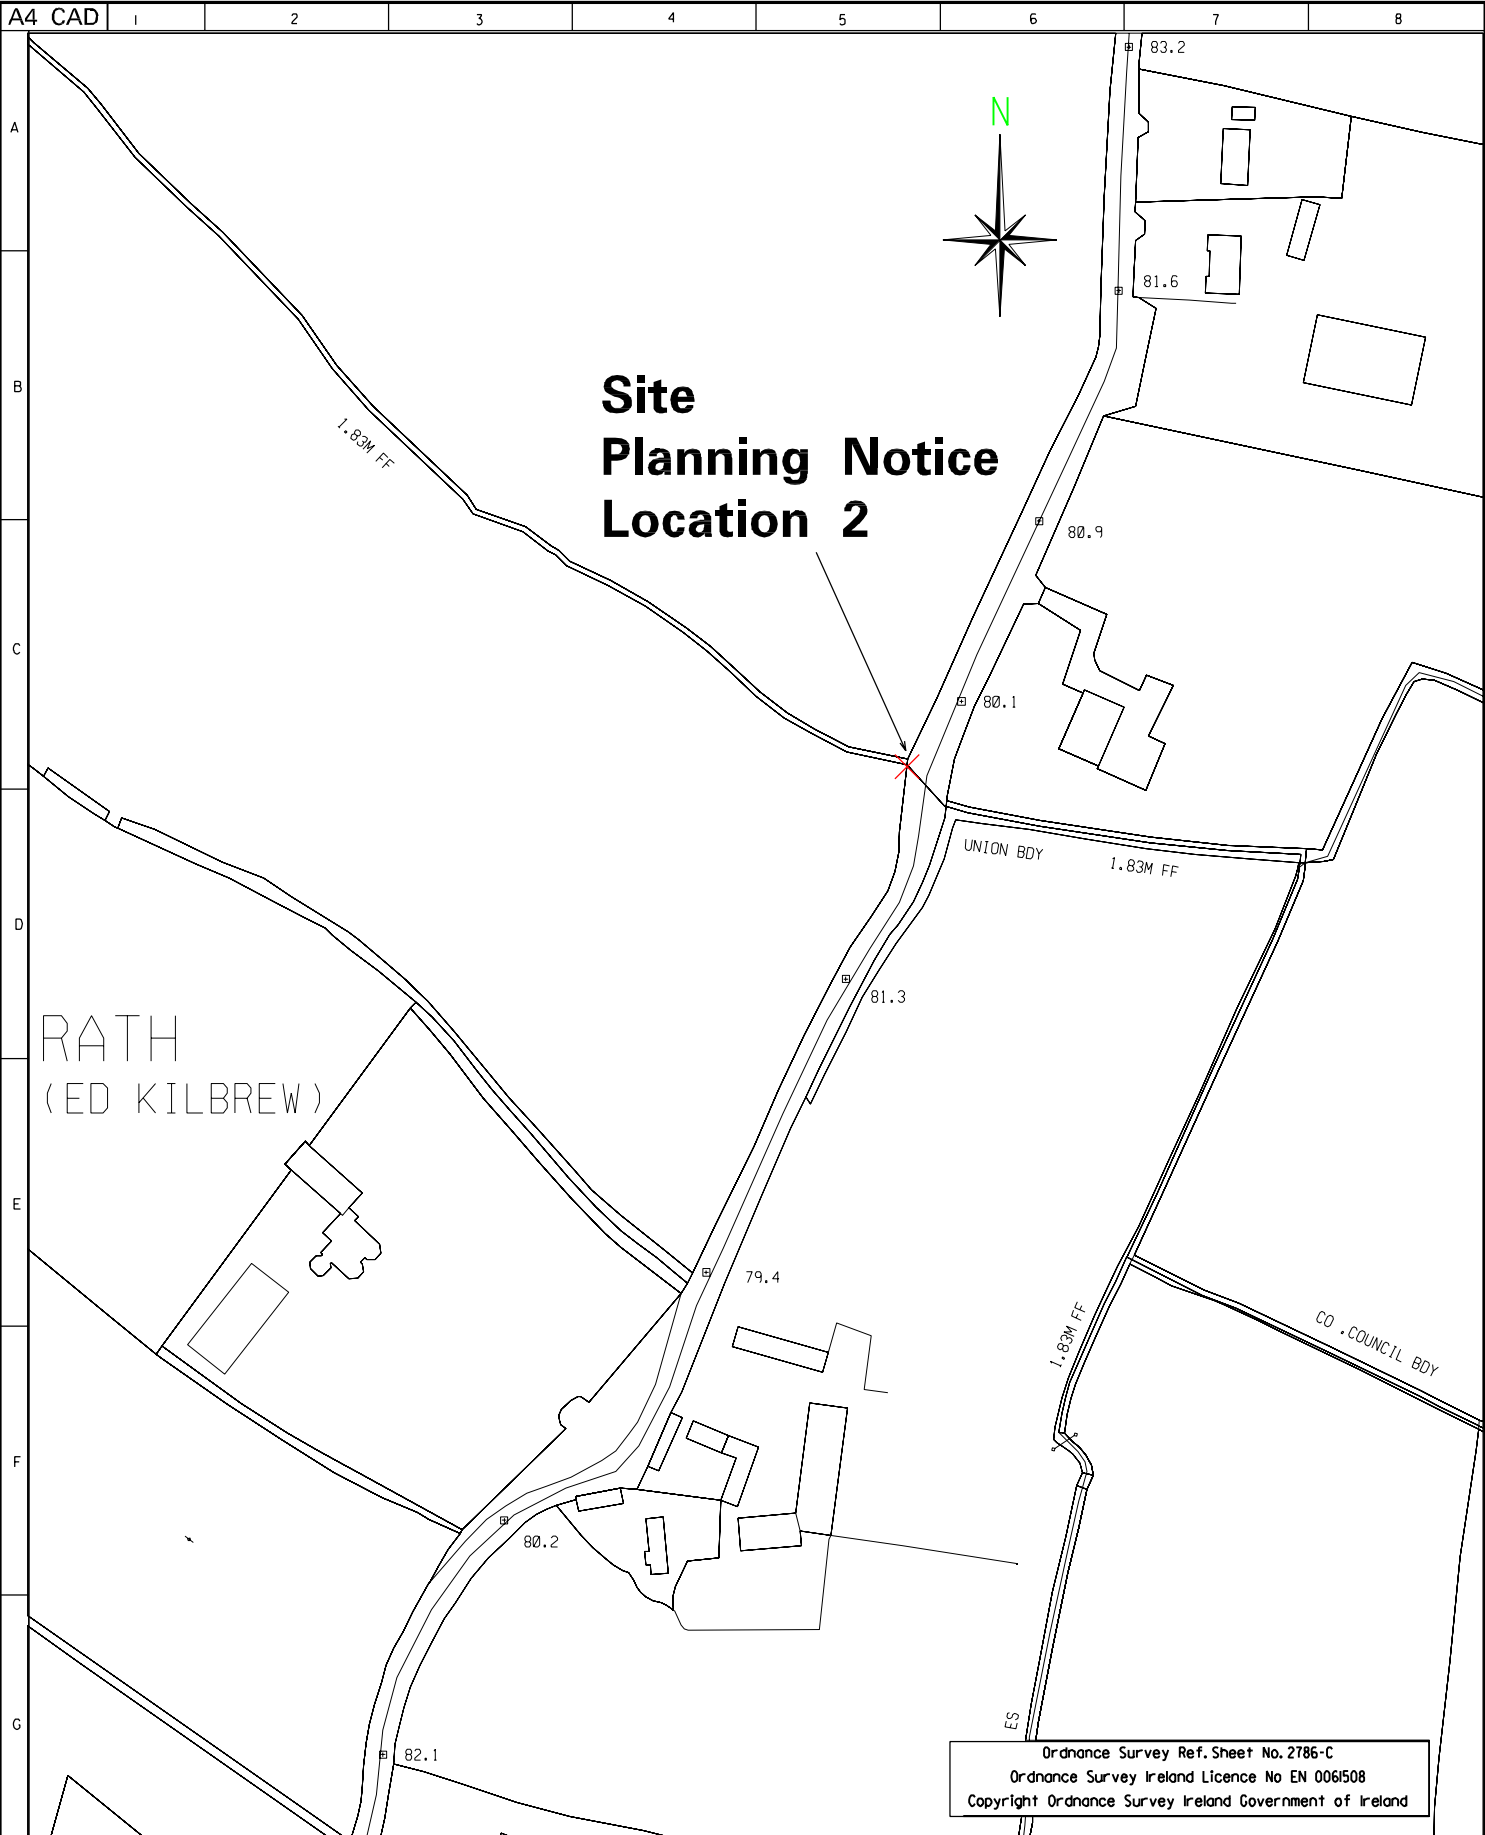 A4 CAD 1 2 3 4 5 6 7 8
83.2
A
N
81.6
B
Site
Planning Notice
Location 2
1.83M FF
80.9
C
80.1
UNION BDY
1.83M FF
D
81.3
RATH
(ED KILBREW)
E
79.4
1.83M FF
CO .COUNCIL BDY
F
80.2
G
ES
82.1
Ordnance Survey Ref. Sheet No. 2786-C
Ordnance Survey Ireland Licence No EN 0061508
Copyright Ordnance Survey Ireland Government of Ireland